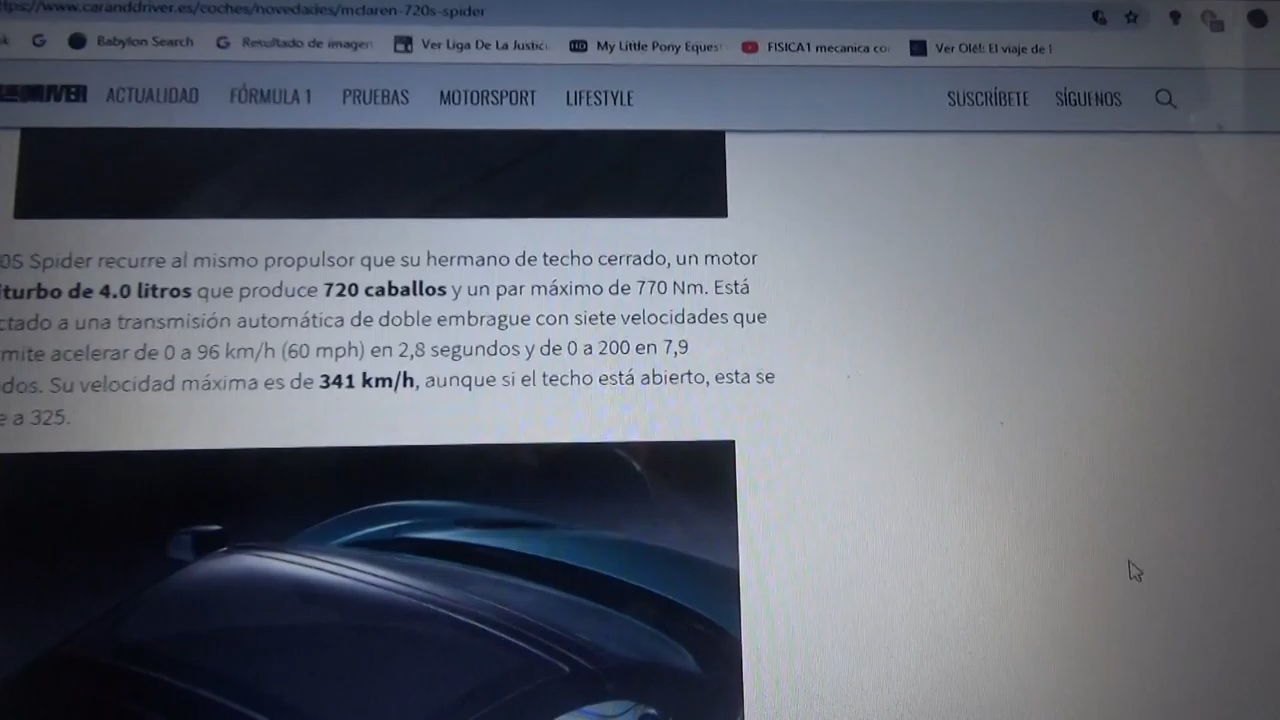 tps://www.caranddriver.es/coches/novedades/mclaren-720s-spider
Babylon Search
Resultado de imagen
Ver Liga De La Justici
HD
My Little Pony Equest
FISICA1 mecanica co
Ver Olé!: El viaje de I
DRIVER
ACTUALIDAD
FÓRMULA 1
PRUEBAS
MOTORSPORT
LIFESTYLE
SUSCRÍBETE
SÍGUENOS
0S Spider recurre al mismo propulsor que su hermano de techo cerrado, un motor
iturbo de 4.0 litros que produce 720 caballos y un par máximo de 770 Nm. Está
ctado a una transmisión automática de doble embrague con siete velocidades que
mite acelerar de 0 a 96 km/h (60 mph) en 2,8 segundos y de 0 a 200 en 7,9
dos. Su velocidad máxima es de 341 km/h, aunque si el techo está abierto, esta se
e a 325.